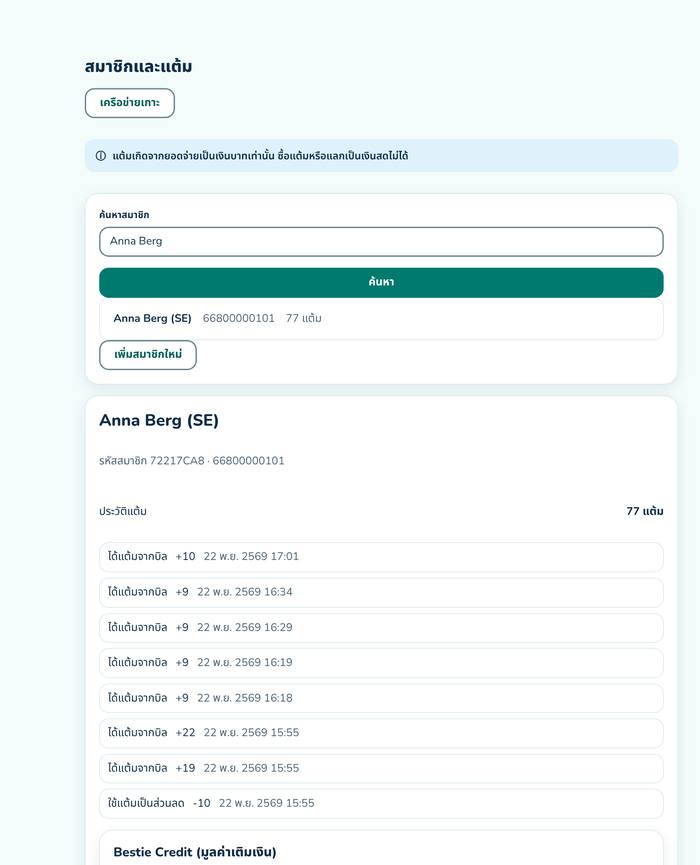 สมาชิกและแต้ม
เครือข่ายเกาะ
ⓘ แต้มเกิดจากยอดจ่ายเป็นเงินบาทเท่านั้น ซื้อแต้มหรือแลกเป็นเงินสดไม่ได้
ค้นหาสมาชิก
Anna Berg
ค้นหา
Anna Berg (SE) 66800000101 77 แต้ม
เพิ่มสมาชิกใหม่
Anna Berg (SE)
รหัสสมาชิก 72217CA8 · 66800000101
ประวัติแต้ม 77 แต้ม
ได้แต้มจากบิล +10 22 พ.ย. 2569 17:01
ได้แต้มจากบิล +9 22 พ.ย. 2569 16:34
ได้แต้มจากบิล +9 22 พ.ย. 2569 16:29
ได้แต้มจากบิล +9 22 พ.ย. 2569 16:19
ได้แต้มจากบิล +9 22 พ.ย. 2569 16:18
ได้แต้มจากบิล +22 22 พ.ย. 2569 15:55
ได้แต้มจากบิล +19 22 พ.ย. 2569 15:55
ใช้แต้มเป็นส่วนลด -10 22 พ.ย. 2569 15:55
Bestie Credit (มูลค่าเติมเงิน)